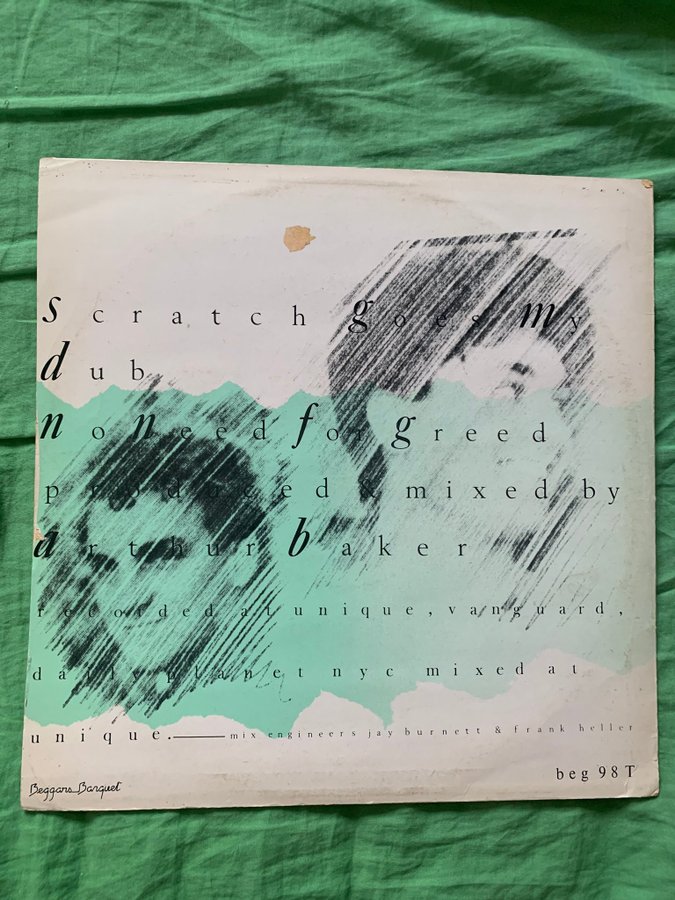 scratch goes my
dub
no need for greed
produced & mixed by
arthur baker
recorded at unique, vanguard,
daily planet nyc mixed at
unique.——mix engineers jay burnett & frank heller
beg 98 T
Beggars Banquet